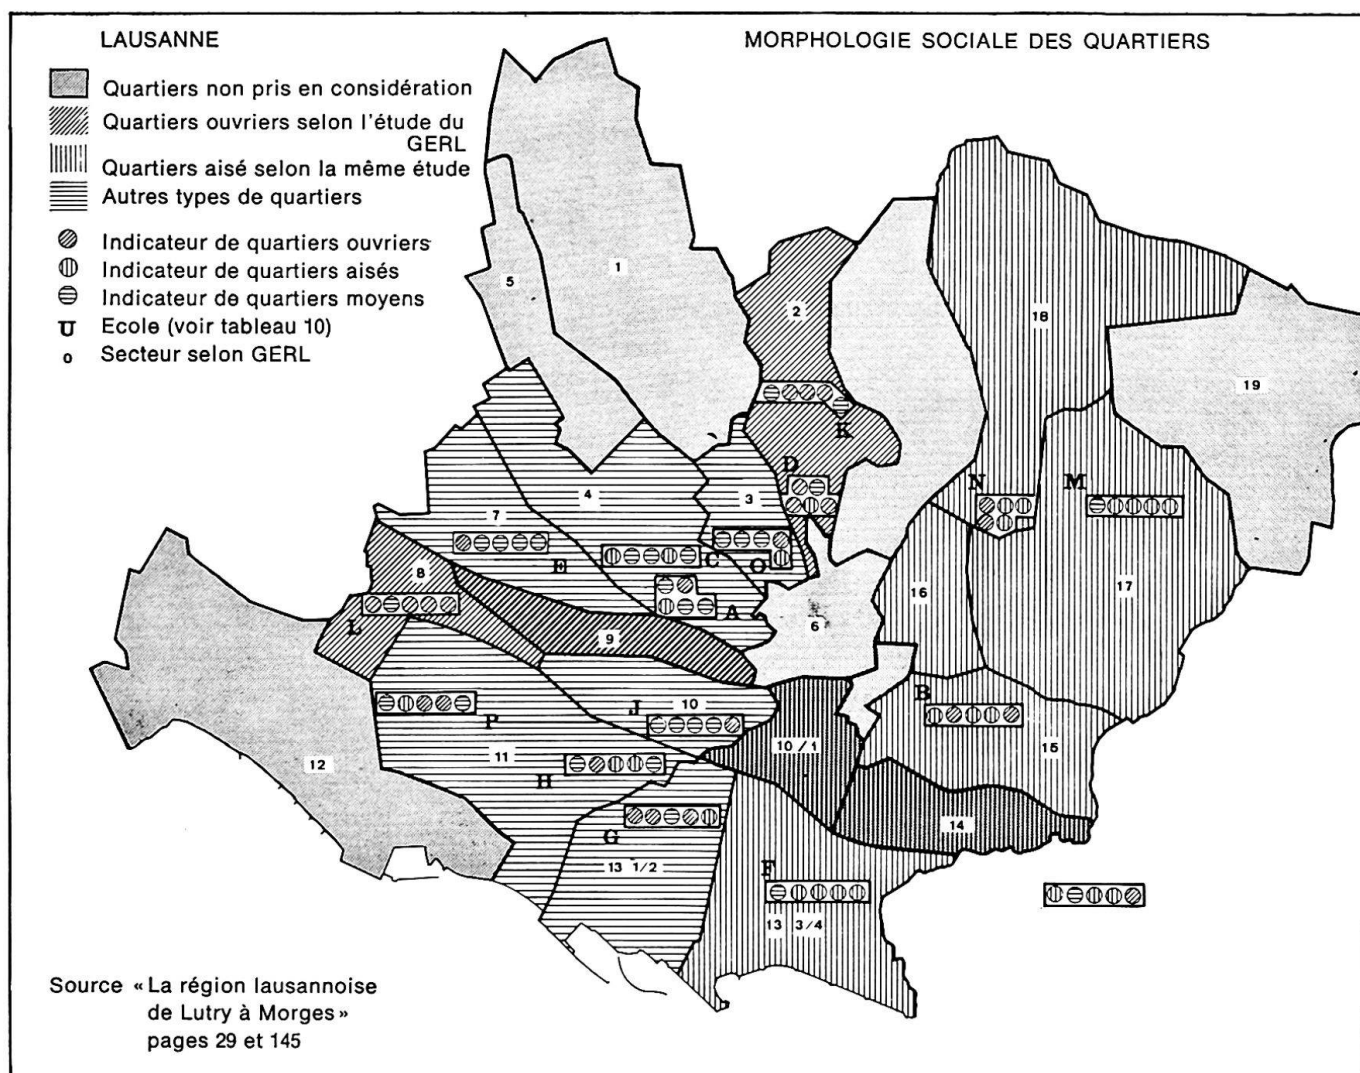 LAUSANNE
MORPHOLOGIE SOCIALE DES QUARTIERS
Quartiers non pris en considération
Quartiers ouvriers selon l'étude du
GERL
Quartiers aisé selon la même étude
Autres types de quartiers
Indicateur de quartiers ouvriers
Indicateur de quartiers aisés
Indicateur de quartiers moyens
U Ecole (voir tableau 10)
o Secteur selon GERL
1
5
2
18
19
K
D
4
3
N
M
7
E
C
O
8
A
16
17
L
9
6
B
P
J
10
11
10 / 1
15
12
H
14
G
13 1/2
F
13 3/4
Source « La région lausannoise
de Lutry à Morges »
pages 29 et 145